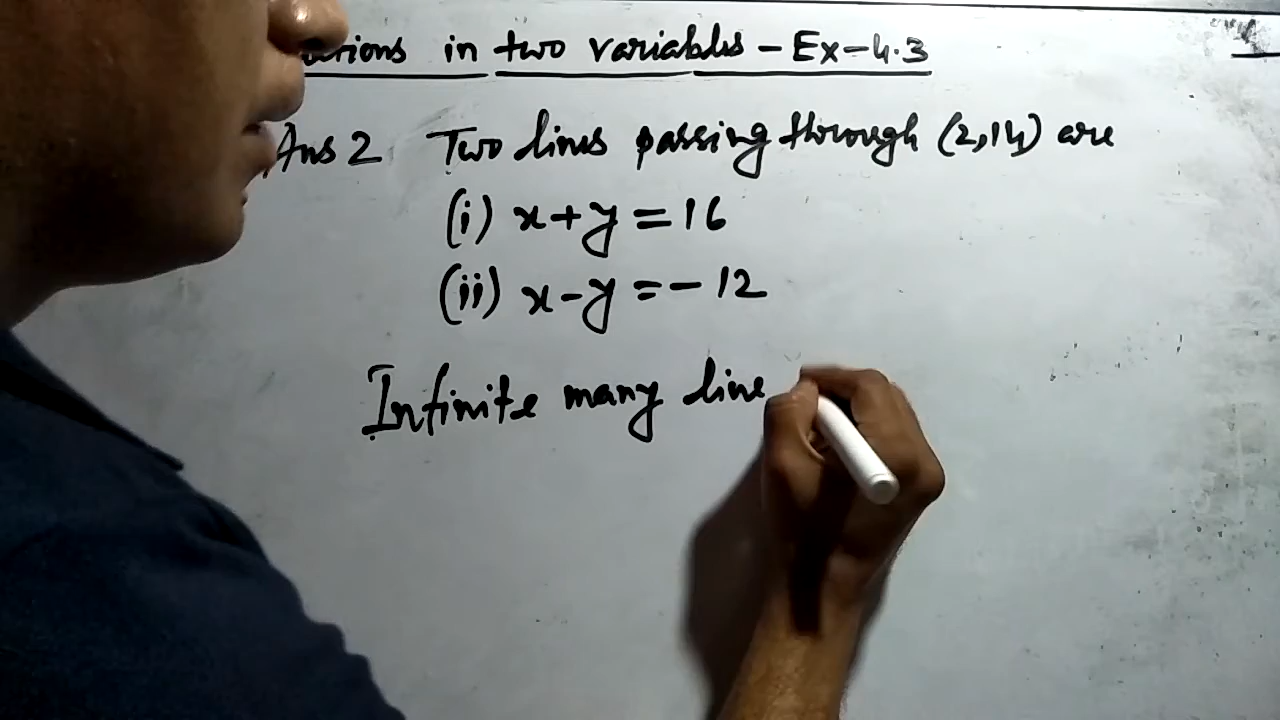 in two variables - Ex-4.3
Ans 2 Two lines passing through (2,14) are
(i) x+y=16
(ii) x-y=-12
Infinite many line